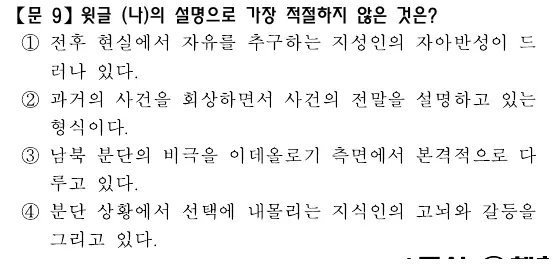 【문 9】윗글 (나)의 설명으로 가장 적절하지 않은 것은?
① 전후 현실에서 자유를 추구하는 지성인의 자아반성이 드
러나 있다.
② 과거의 사건을 회상하면서 사건의 전말을 설명하고 있는
형식이다.
③ 남북 분단의 비극을 이데올로기 측면에서 본격적으로 다
루고 있다.
④ 분단 상황에서 선택에 내몰리는 지식인의 고뇌와 갈등을
그리고 있다.